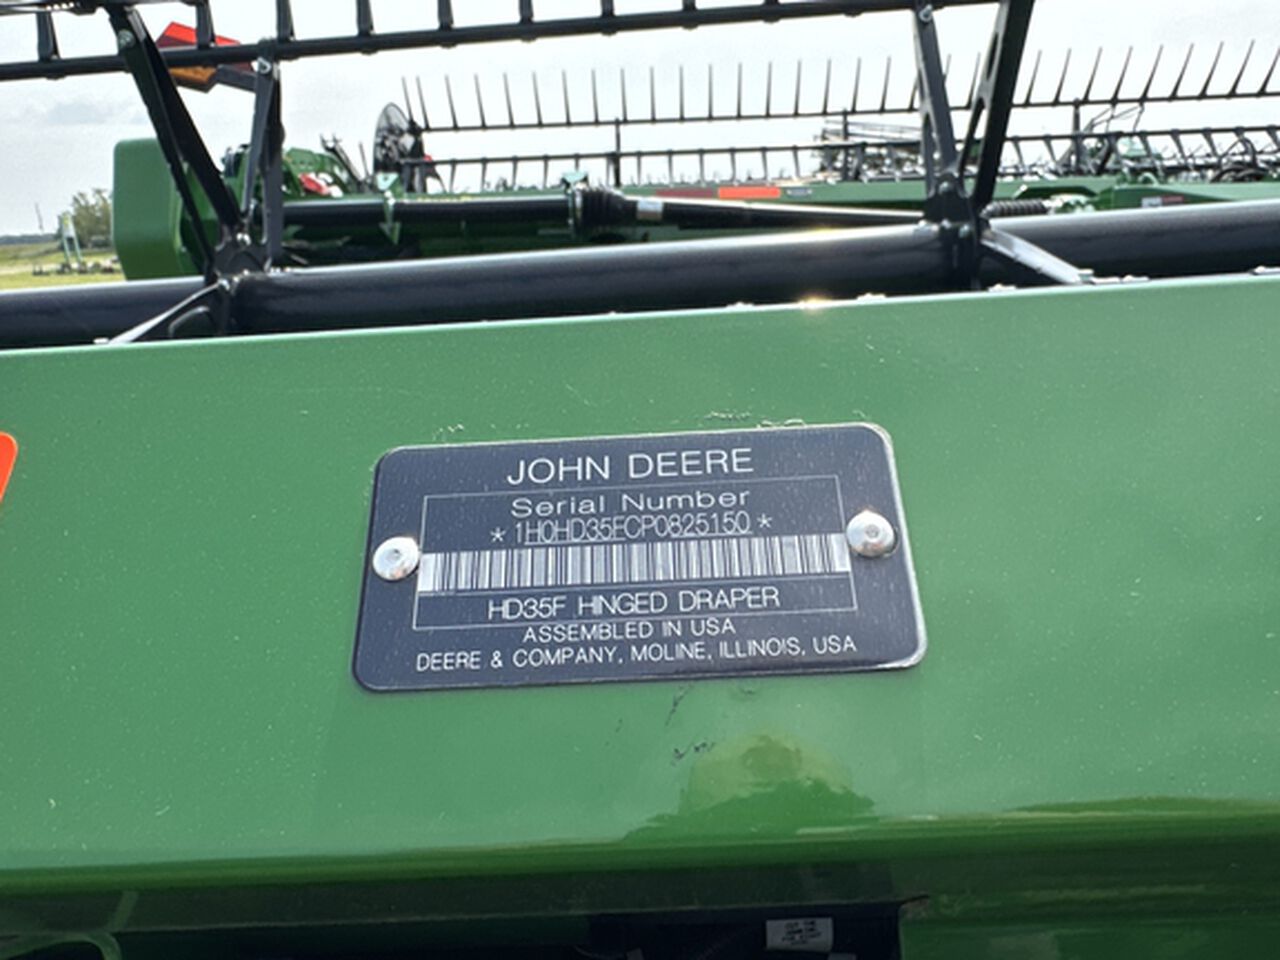 JOHN DEERE
Serial Number
*1H0HD35FCP0825150*
HD35F HINGED DRAPER
ASSEMBLED IN USA
DEERE & COMPANY, MOLINE, ILLINOIS, USA